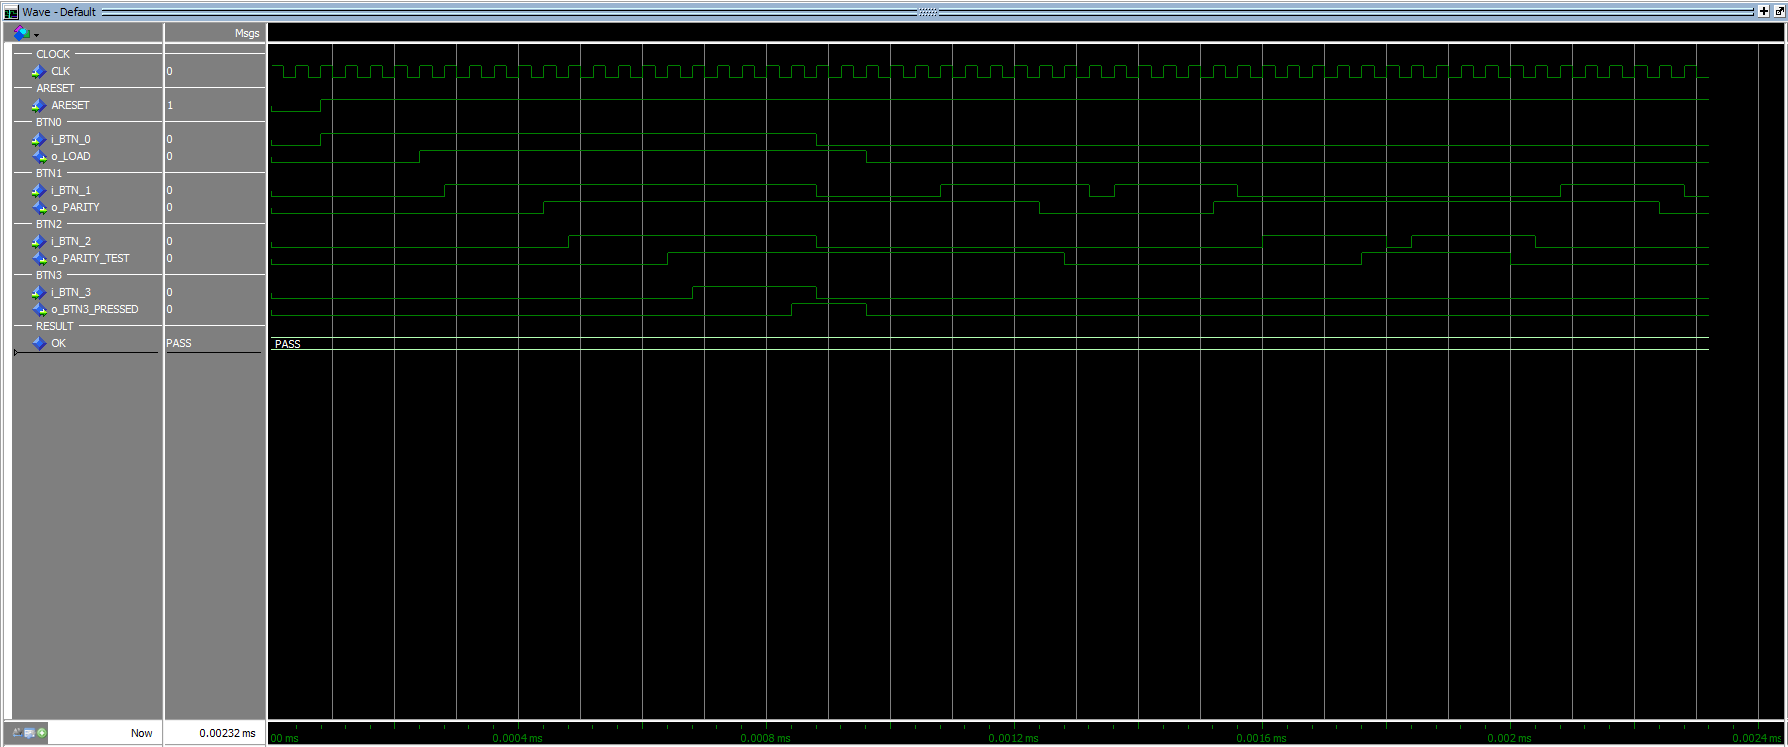 Wave - Default
Msgs
CLOCK
CLK 0
ARESET
ARESET 1
BTN0
i_BTN_0 0
o_LOAD 0
BTN1
i_BTN_1 0
o_PARITY 0
BTN2
i_BTN_2 0
o_PARITY_TEST 0
BTN3
i_BTN_3 0
o_BTN3_PRESSED 0
RESULT
OK PASS PASS
Now 0.00232 ms 00 ms 0.0004 ms 0.0008 ms 0.0012 ms 0.0016 ms 0.002 ms 0.0024 ms